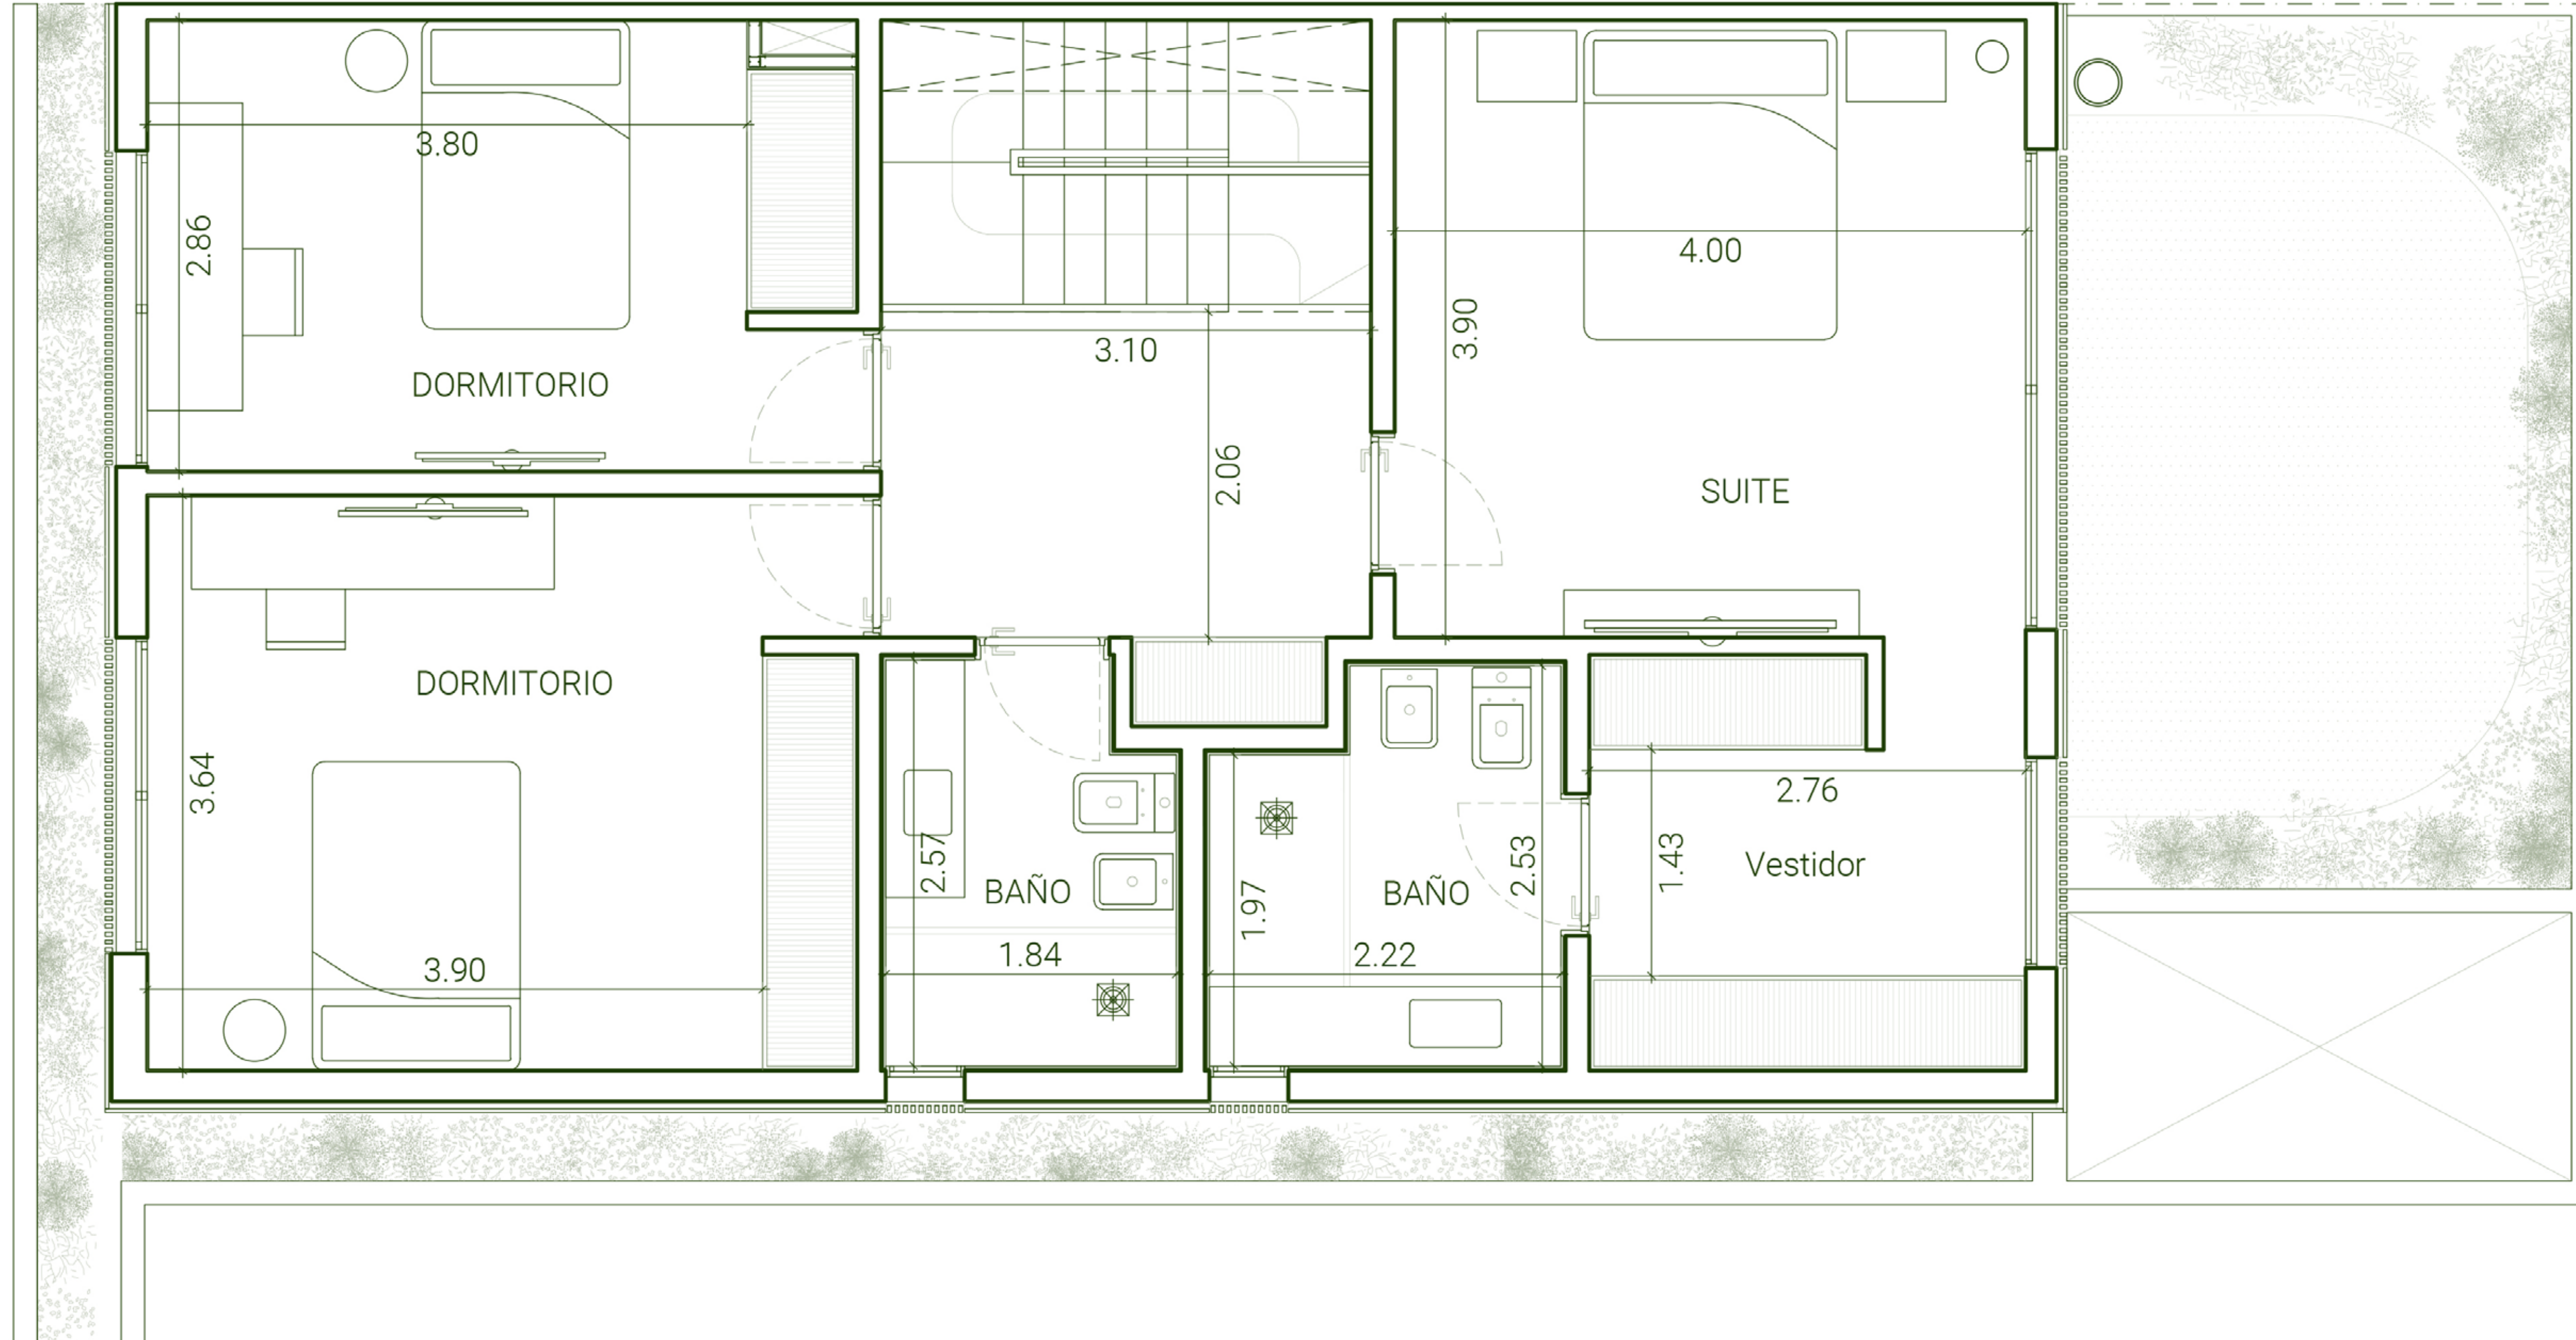 3.80
2.86
DORMITORIO
3.10
2.06
4.00
3.90
SUITE
DORMITORIO
3.64
3.90
2.57
BAÑO
1.84
1.97
BAÑO
2.22
2.53
2.76
1.43
Vestidor